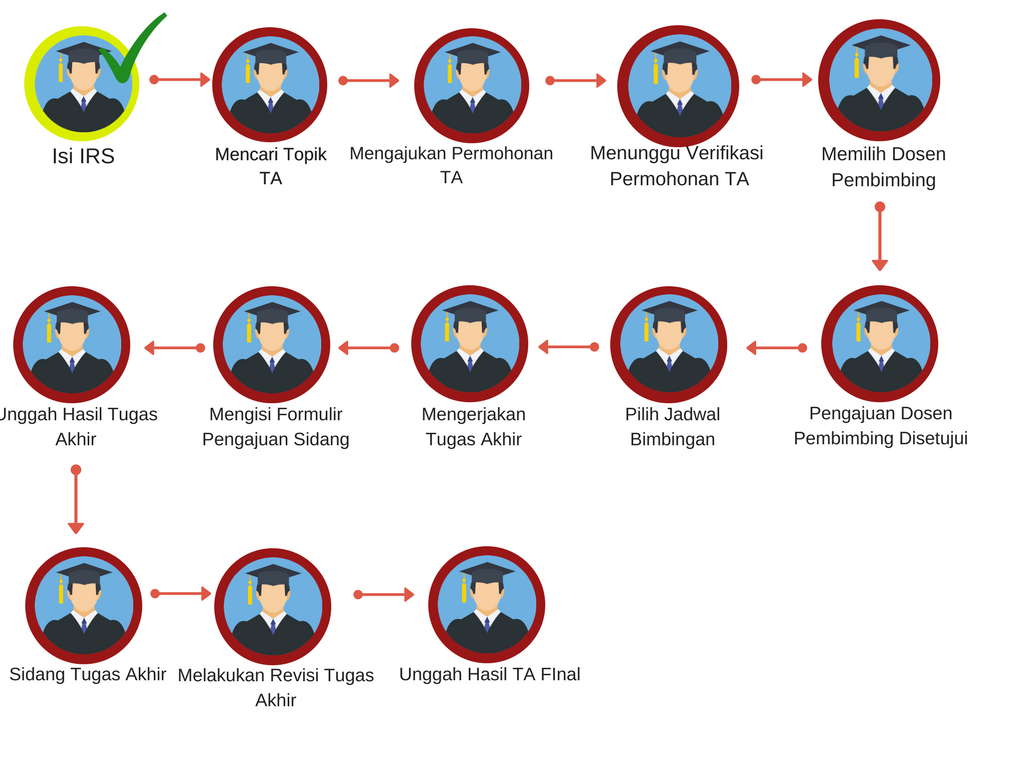 Isi IRS
Mencari Topik
TA
Mengajukan Permohonan
TA
Menunggu Verifikasi
Permohonan TA
Memilih Dosen
Pembimbing
Unggah Hasil Tugas
Akhir
Mengisi Formulir
Pengajuan Sidang
Mengerjakan
Tugas Akhir
Pilih Jadwal
Bimbingan
Pengajuan Dosen
Pembimbing Disetujui
Sidang Tugas Akhir
Melakukan Revisi Tugas
Akhir
Unggah Hasil TA FInal